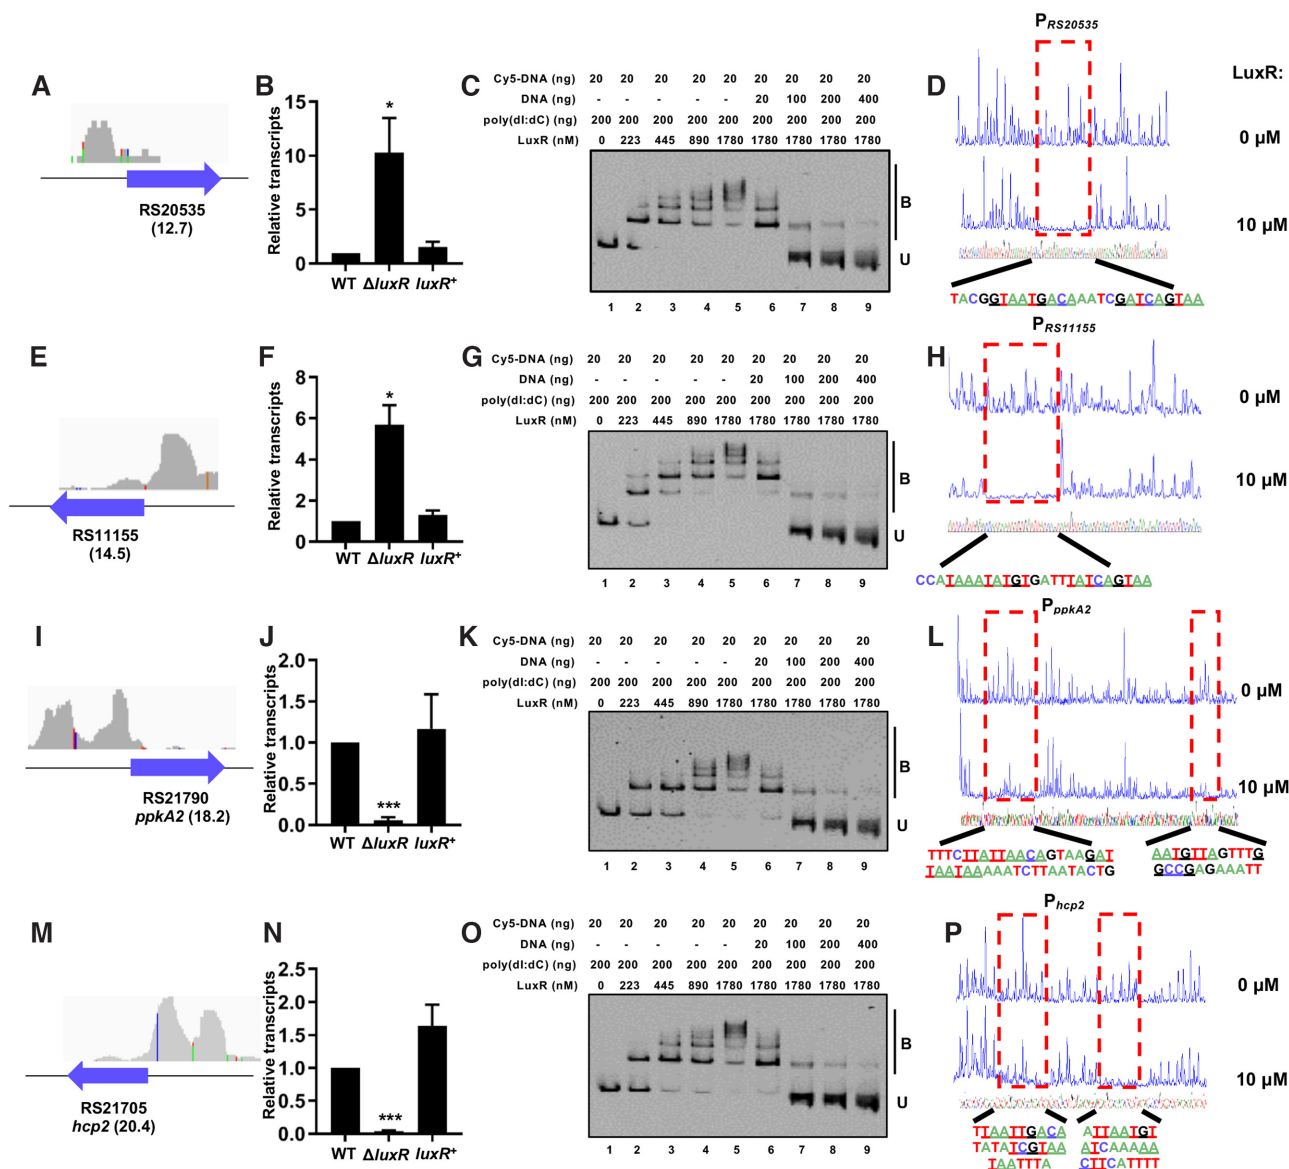 A
RS20535
(12.7)
B
Relative transcripts
15
10
5
0
*
WT ΔluxR luxR+
C
Cy5-DNA (ng) 20 20 20 20 20 20 20 20 20
DNA (ng) - - - - - 20 100 200 400
poly(dI:dC) (ng) 200 200 200 200 200 200 200 200 200
LuxR (nM) 0 223 445 890 1780 1780 1780 1780 1780
B
U
1 2 3 4 5 6 7 8 9
D
PRS20535
LuxR:
0 μM
10 μM
TACGGTAATGACAAATCGATCAGTAA
E
RS11155
(14.5)
F
Relative transcripts
8
6
4
2
0
*
WT ΔluxR luxR+
G
Cy5-DNA (ng) 20 20 20 20 20 20 20 20 20
DNA (ng) - - - - - 20 100 200 400
poly(dI:dC) (ng) 200 200 200 200 200 200 200 200 200
LuxR (nM) 0 223 445 890 1780 1780 1780 1780 1780
B
U
1 2 3 4 5 6 7 8 9
H
PRS11155
0 μM
10 μM
CCATAAATATGTGATTTATCAGTAA
I
RS21790
ppkA2 (18.2)
J
Relative transcripts
2.0
1.5
1.0
0.5
0.0
***
WT ΔluxR luxR+
K
Cy5-DNA (ng) 20 20 20 20 20 20 20 20 20
DNA (ng) - - - - - 20 100 200 400
poly(dI:dC) (ng) 200 200 200 200 200 200 200 200 200
LuxR (nM) 0 223 445 890 1780 1780 1780 1780 1780
B
U
1 2 3 4 5 6 7 8 9
L
PppkA2
0 μM
10 μM
TTTCTTATTAACAGTAAGAT
TAATAAAAATCTTAATACTG
AATGTTAGTTTG
GCCGAGAAATT
M
RS21705
hcp2 (20.4)
N
Relative transcripts
2.5
2.0
1.5
1.0
0.5
0.0
***
WT ΔluxR luxR+
O
Cy5-DNA (ng) 20 20 20 20 20 20 20 20 20
DNA (ng) - - - - - 20 100 200 400
poly(dI:dC) (ng) 200 200 200 200 200 200 200 200 200
LuxR (nM) 0 223 445 890 1780 1780 1780 1780 1780
B
U
1 2 3 4 5 6 7 8 9
P
Phcp2
0 μM
10 μM
TTAATTGACA
TATATCGTAA
TAATTTA
ATTAATGT
ATCAAAAA
CTTCATTTT